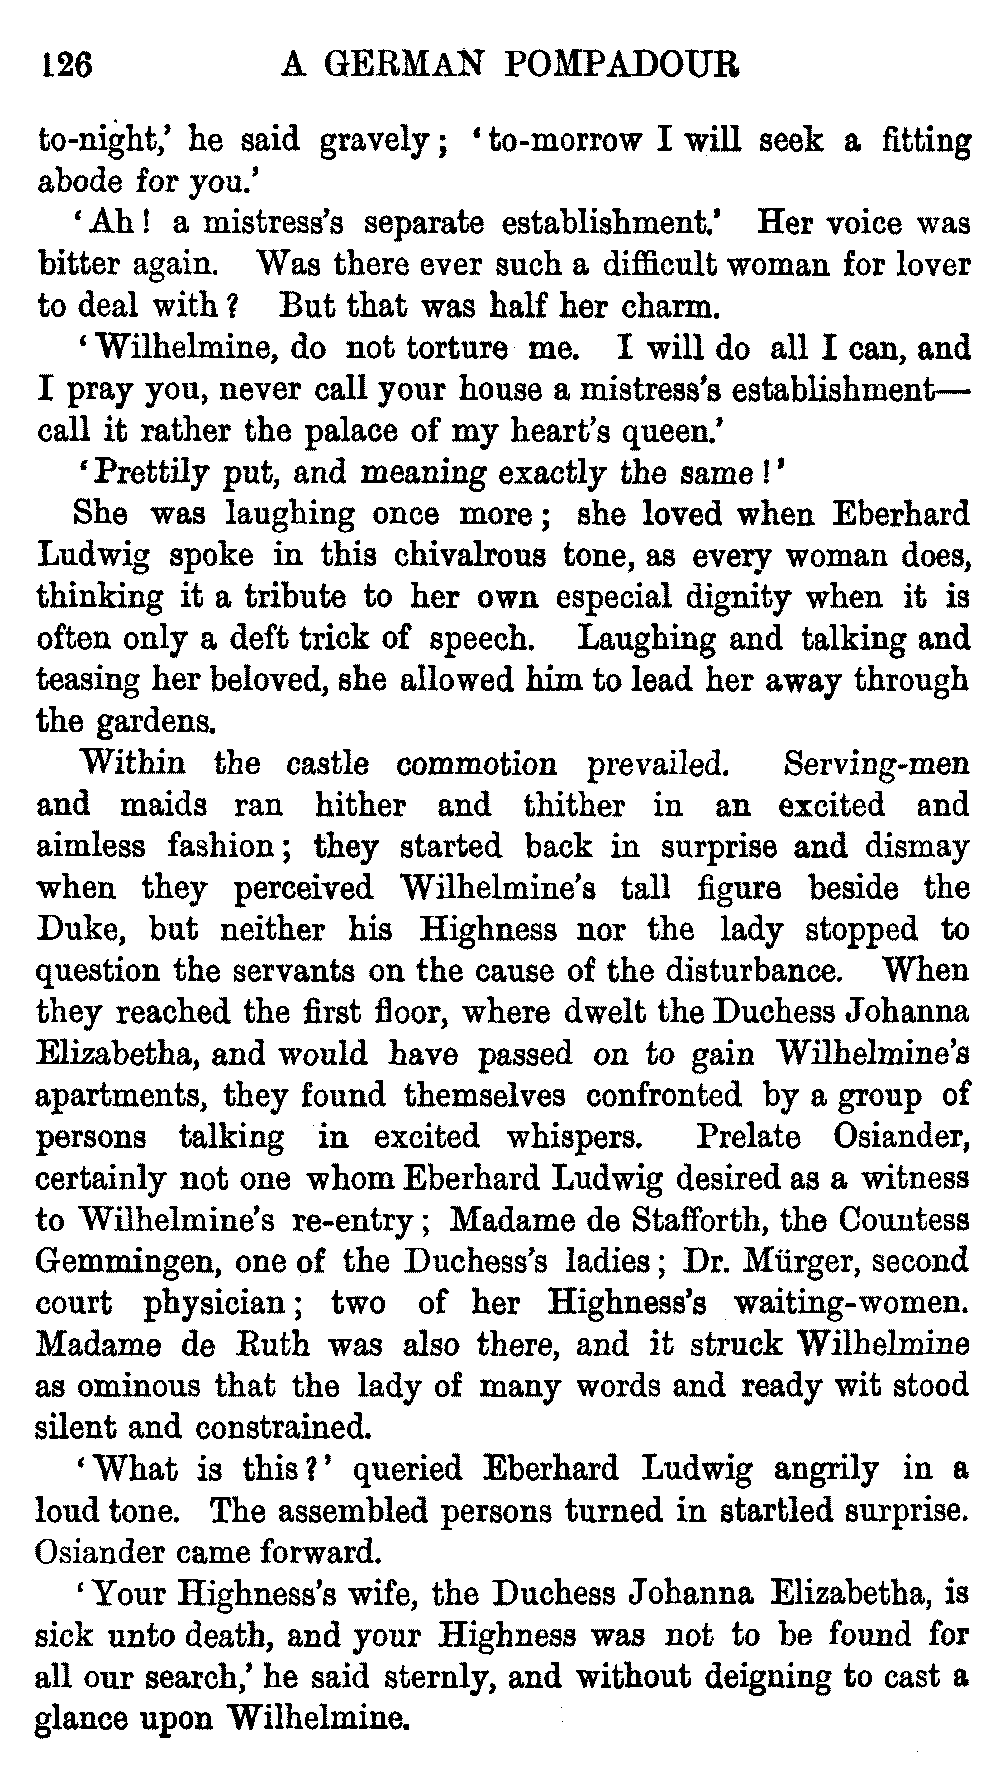 126 A GERMAN POMPADOUR
to-night,’ he said gravely; ‘to-morrow I will seek a fitting
abode for you.’
‘Ah! a mistress’s separate establishment.’ Her voice was
bitter again. Was there ever such a difficult woman for lover
to deal with? But that was half her charm.
‘Wilhelmine, do not torture me. I will do all I can, and
I pray you, never call your house a mistress’s establishment—
call it rather the palace of my heart’s queen.’
‘Prettily put, and meaning exactly the same!’
She was laughing once more; she loved when Eberhard
Ludwig spoke in this chivalrous tone, as every woman does,
thinking it a tribute to her own especial dignity when it is
often only a deft trick of speech. Laughing and talking and
teasing her beloved, she allowed him to lead her away through
the gardens.
Within the castle commotion prevailed. Serving-men
and maids ran hither and thither in an excited and
aimless fashion; they started back in surprise and dismay
when they perceived Wilhelmine’s tall figure beside the
Duke, but neither his Highness nor the lady stopped to
question the servants on the cause of the disturbance. When
they reached the first floor, where dwelt the Duchess Johanna
Elizabetha, and would have passed on to gain Wilhelmine’s
apartments, they found themselves confronted by a group of
persons talking in excited whispers. Prelate Osiander,
certainly not one whom Eberhard Ludwig desired as a witness
to Wilhelmine’s re-entry; Madame de Stafforth, the Countess
Gemmingen, one of the Duchess’s ladies; Dr. Mürger, second
court physician; two of her Highness’s waiting-women.
Madame de Ruth was also there, and it struck Wilhelmine
as ominous that the lady of many words and ready wit stood
silent and constrained.
‘What is this?’ queried Eberhard Ludwig angrily in a
loud tone. The assembled persons turned in startled surprise.
Osiander came forward.
‘Your Highness’s wife, the Duchess Johanna Elizabetha, is
sick unto death, and your Highness was not to be found for
all our search,’ he said sternly, and without deigning to cast a
glance upon Wilhelmine.